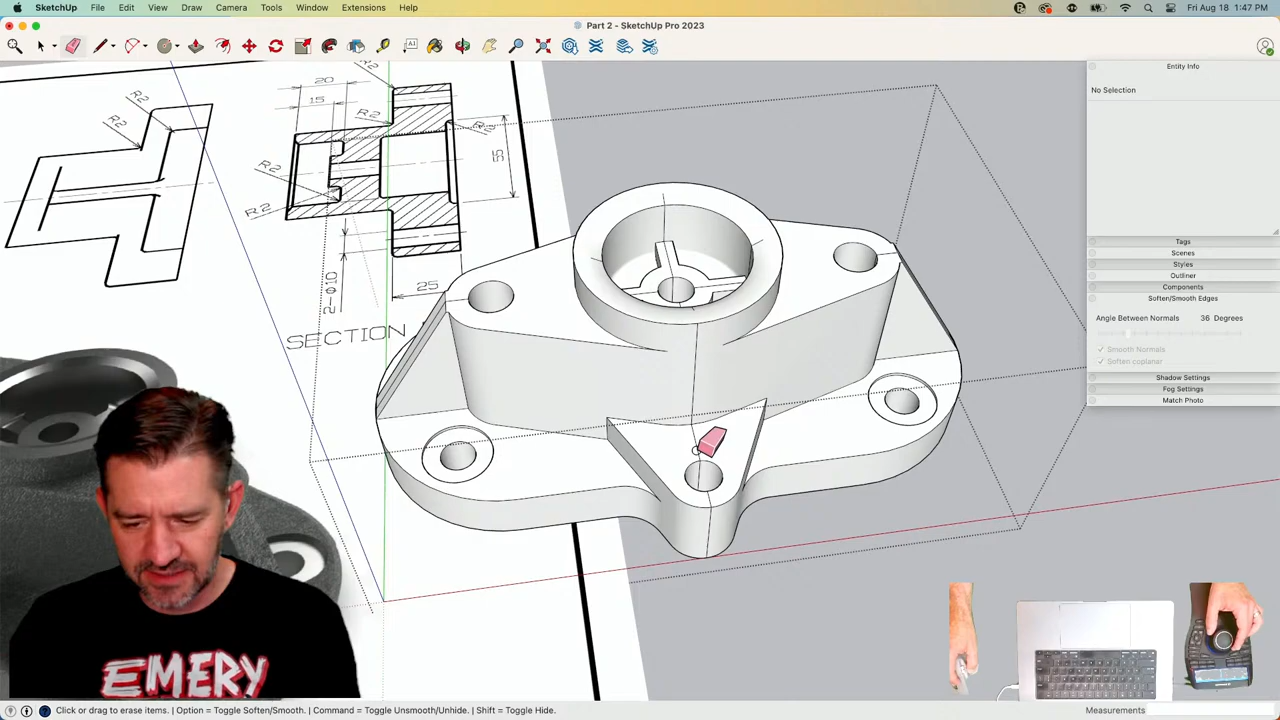 SketchUp File Edit View Draw Camera Tools Window Extensions Help
Fri Aug 18 1:47 PM
Part 2 - SketchUp Pro 2023
Entity Info
No Selection
Tags
Scenes
Styles
Outliner
Components
Soften/Smooth Edges
Angle Between Normals 36 Degrees
Smooth Normals
Soften coplanar
Shadow Settings
Fog Settings
Match Photo
R2
R2
20
15
R2
R2
R2
R2
R2
55
2-Φ10
25
SECTION
EMERY
Click or drag to erase items. | Option = Toggle Soften/Smooth. | Command = Toggle Unsmooth/Unhide. | Shift = Toggle Hide.
Measurements